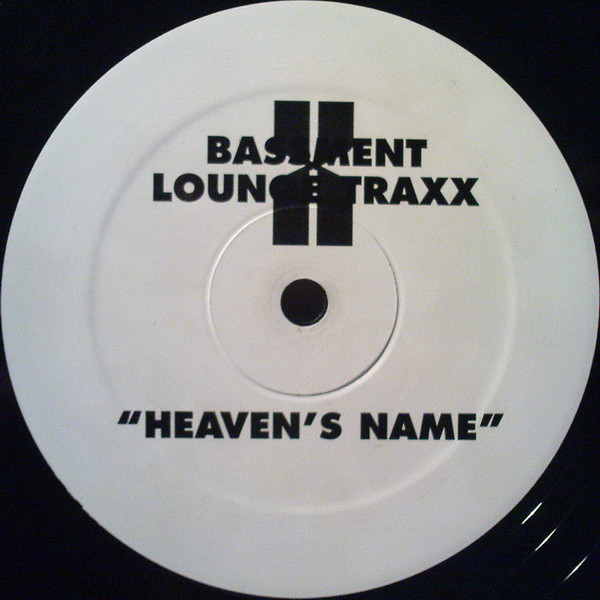 BASEMENT
LOUNGE TRAXX
"HEAVEN'S NAME"